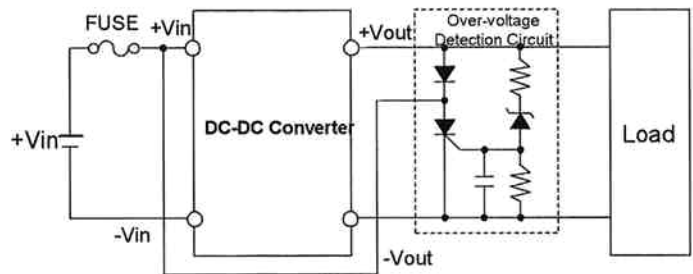 FUSE
+Vin
+Vout
Over-voltage
Detection Circuit
DC-DC Converter
+Vin
Load
-Vin
-Vout